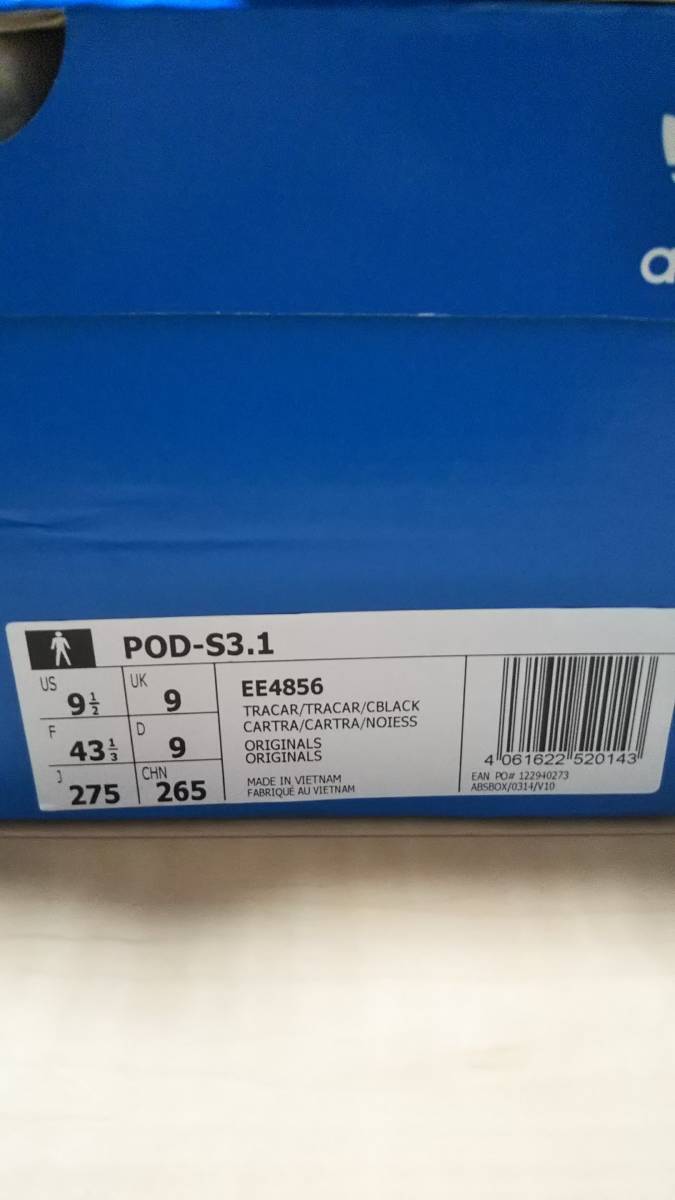 a
POD-S3.1
US 9½
UK 9
F 43⅓
D 9
J 275
CHN 265
EE4856
TRACAR/TRACAR/CBLACK
CARTRA/CARTRA/NOIESS
ORIGINALS
ORIGINALS
MADE IN VIETNAM
FABRIQUÉ AU VIETNAM
4 061622 520143
EAN PO# 122940273
ABSBOX/0314/V10